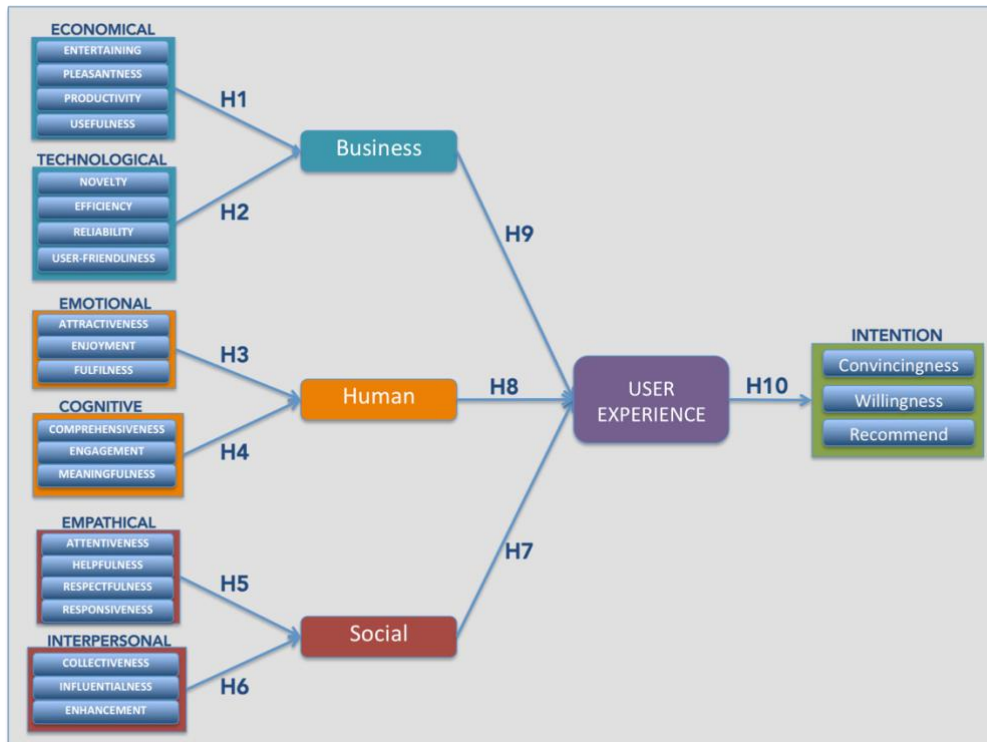 ECONOMICAL
ENTERTAINING
PLEASANTNESS
PRODUCTIVITY
USEFULNESS
H1
TECHNOLOGICAL
NOVELTY
EFFICIENCY
RELIABILITY
USER-FRIENDLINESS
H2
Business
H9
EMOTIONAL
ATTRACTIVENESS
ENJOYMENT
FULFILNESS
H3
COGNITIVE
COMPREHENSIVENESS
ENGAGEMENT
MEANINGFULNESS
H4
Human
H8
EMPATHICAL
ATTENTIVENESS
HELPFULNESS
RESPECTFULNESS
RESPONSIVENESS
H5
INTERPERSONAL
COLLECTIVENESS
INFLUENTIALNESS
ENHANCEMENT
H6
Social
H7
USER
EXPERIENCE
H10
INTENTION
Convincingness
Willingness
Recommend